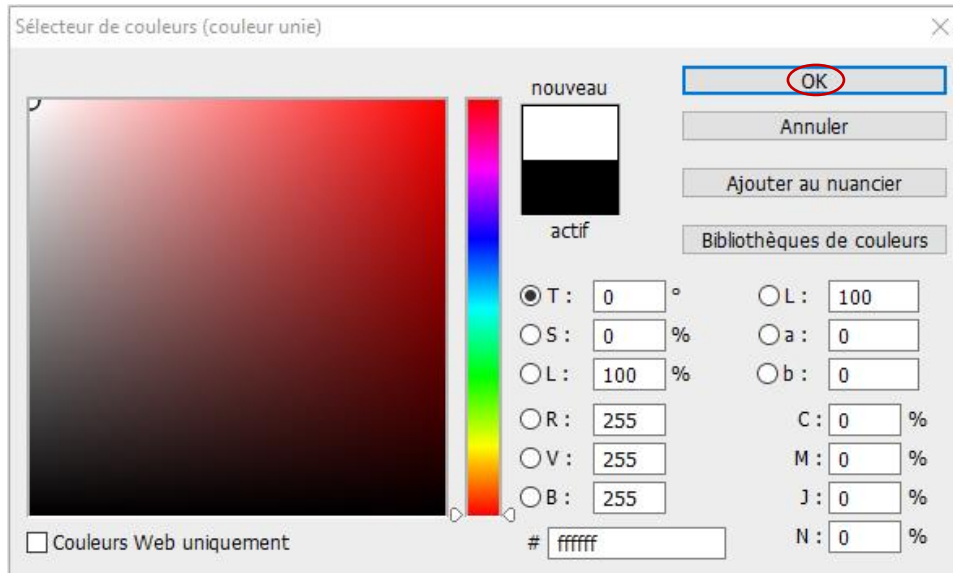 Sélecteur de couleurs (couleur unie)
nouveau
actif
OK
Annuler
Ajouter au nuancier
Bibliothèques de couleurs
T : 0 °
S : 0 %
L : 100 %
R : 255
V : 255
B : 255
# ffffff
L : 100
a : 0
b : 0
C : 0 %
M : 0 %
J : 0 %
N : 0 %
Couleurs Web uniquement